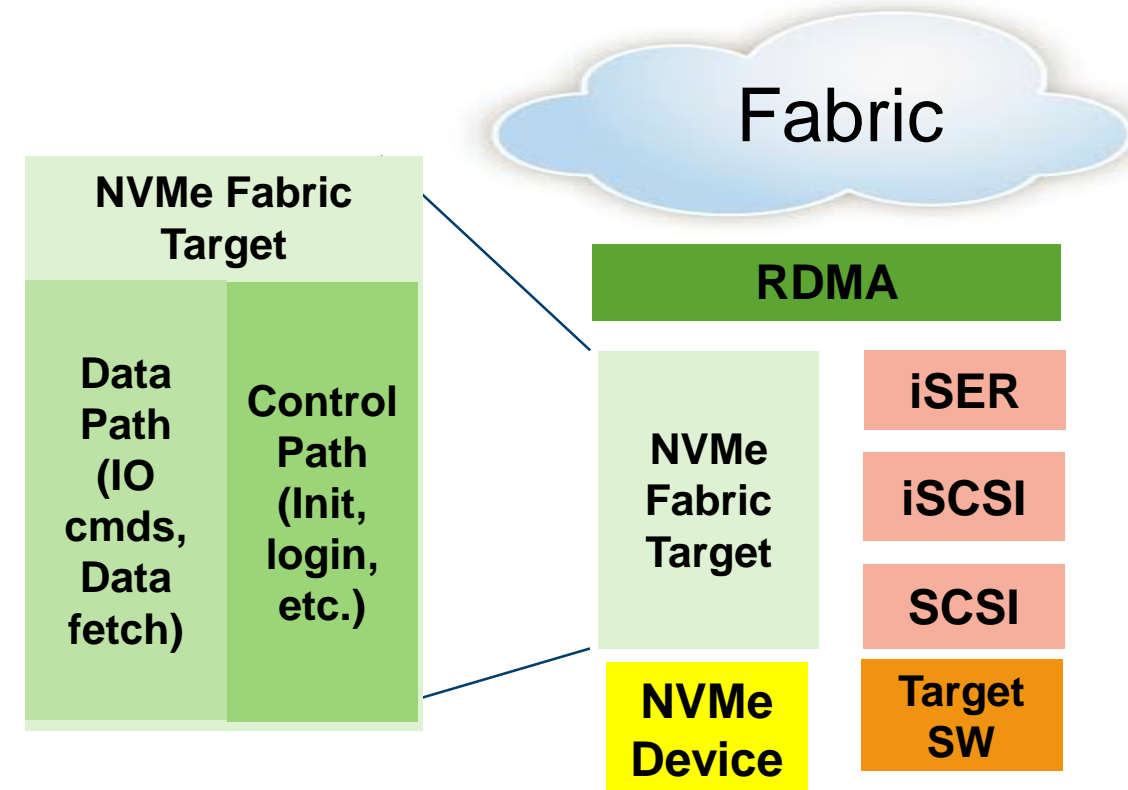 Fabric
NVMe Fabric
Target
Data
Path
(IO
cmds,
Data
fetch)
Control
Path
(Init,
login,
etc.)
RDMA
NVMe
Fabric
Target
iSER
iSCSI
SCSI
NVMe
Device
Target
SW